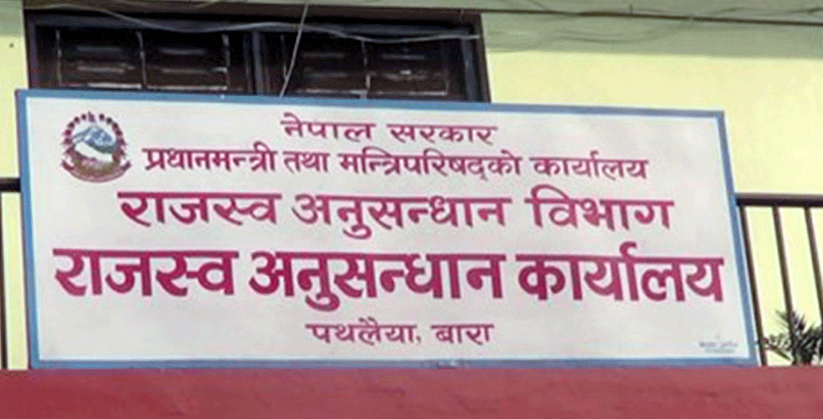 नेपाल सरकार
प्रधानमन्त्री तथा मन्त्रिपरिषद्को कार्यालय
राजस्व अनुसन्धान विभाग
राजस्व अनुसन्धान कार्यालय
पथलैया, बारा